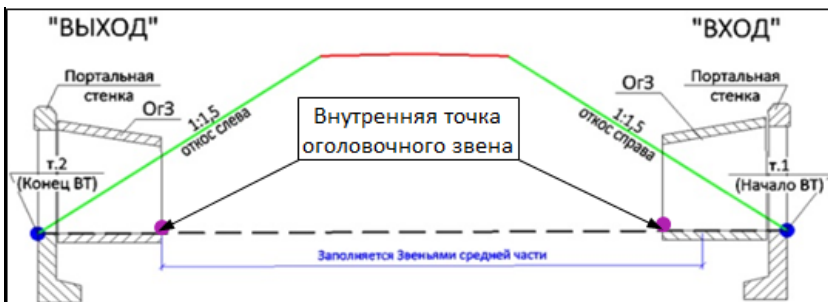 "ВЫХОД"
"ВХОД"
Портальная
стенка
Ог3
1:1,5
откос слева
Внутренняя точка
оголовочного звена
1:1,5
откос справа
Ог3
Портальная
стенка
т.2
(Конец ВТ)
т.1
(Начало ВТ)
Заполняется Звеньями средней части